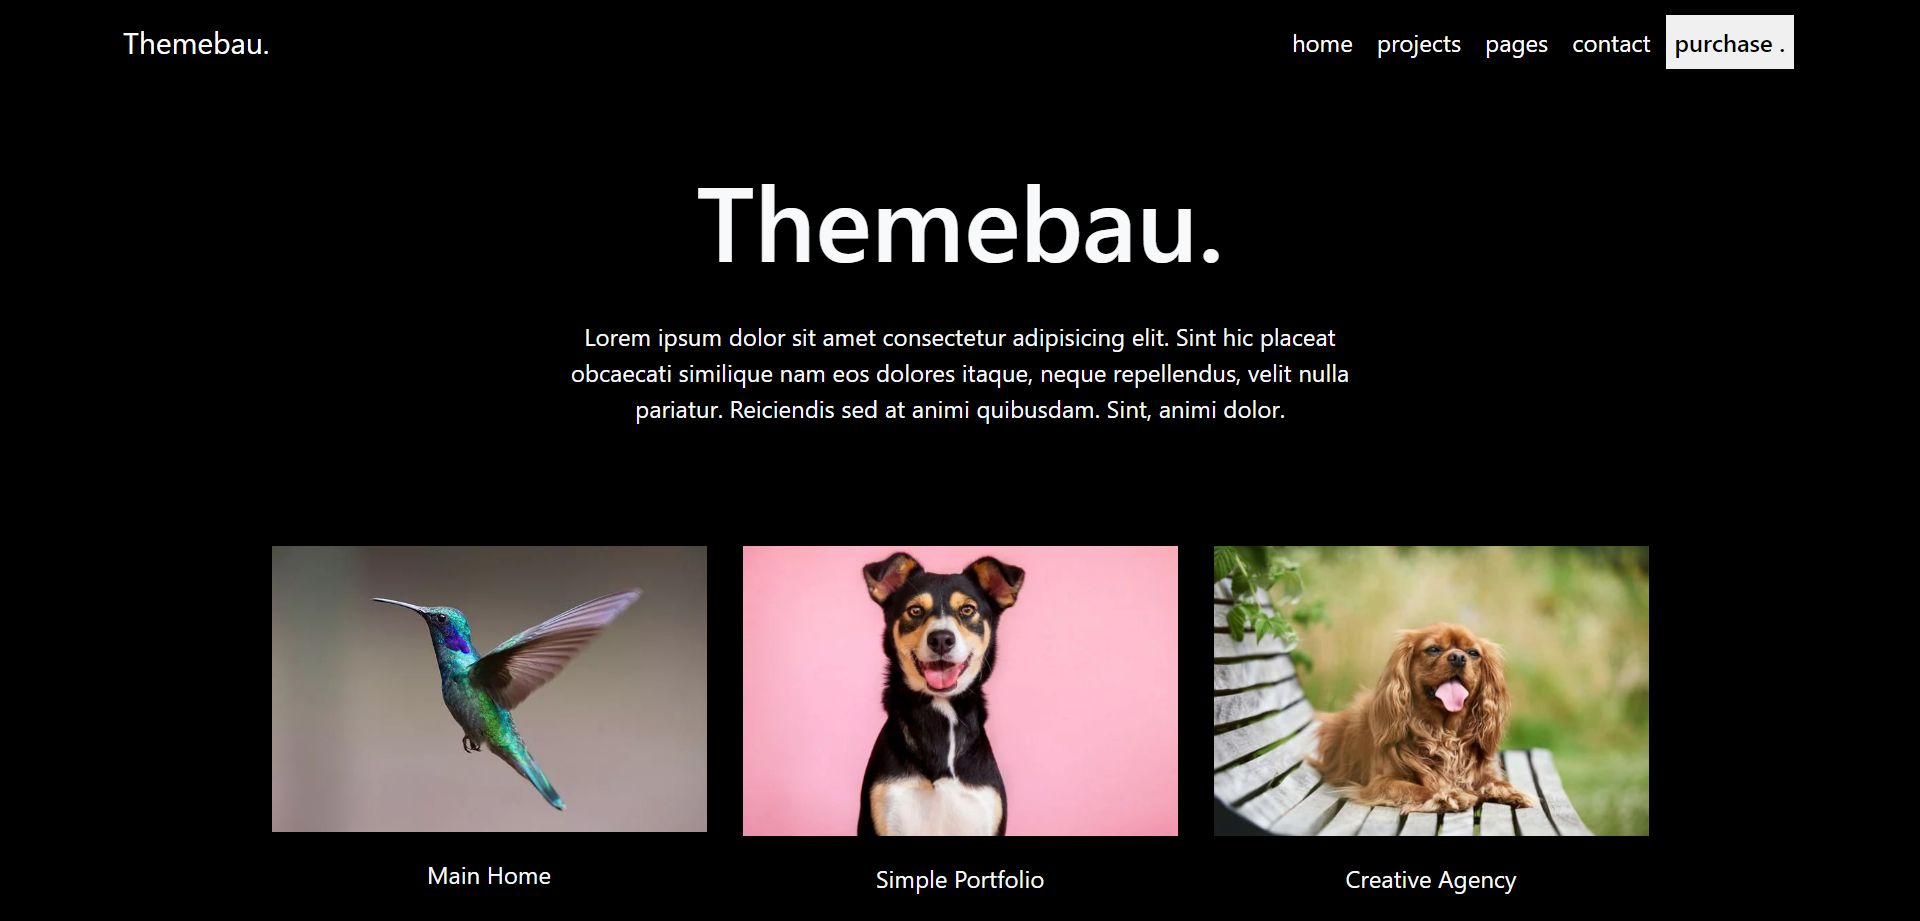 Themebau.
home projects pages contact purchase .
Themebau.
Lorem ipsum dolor sit amet consectetur adipisicing elit. Sint hic placeat
obcaecati similique nam eos dolores itaque, neque repellendus, velit nulla
pariatur. Reiciendis sed at animi quibusdam. Sint, animi dolor.
Main Home
Simple Portfolio
Creative Agency